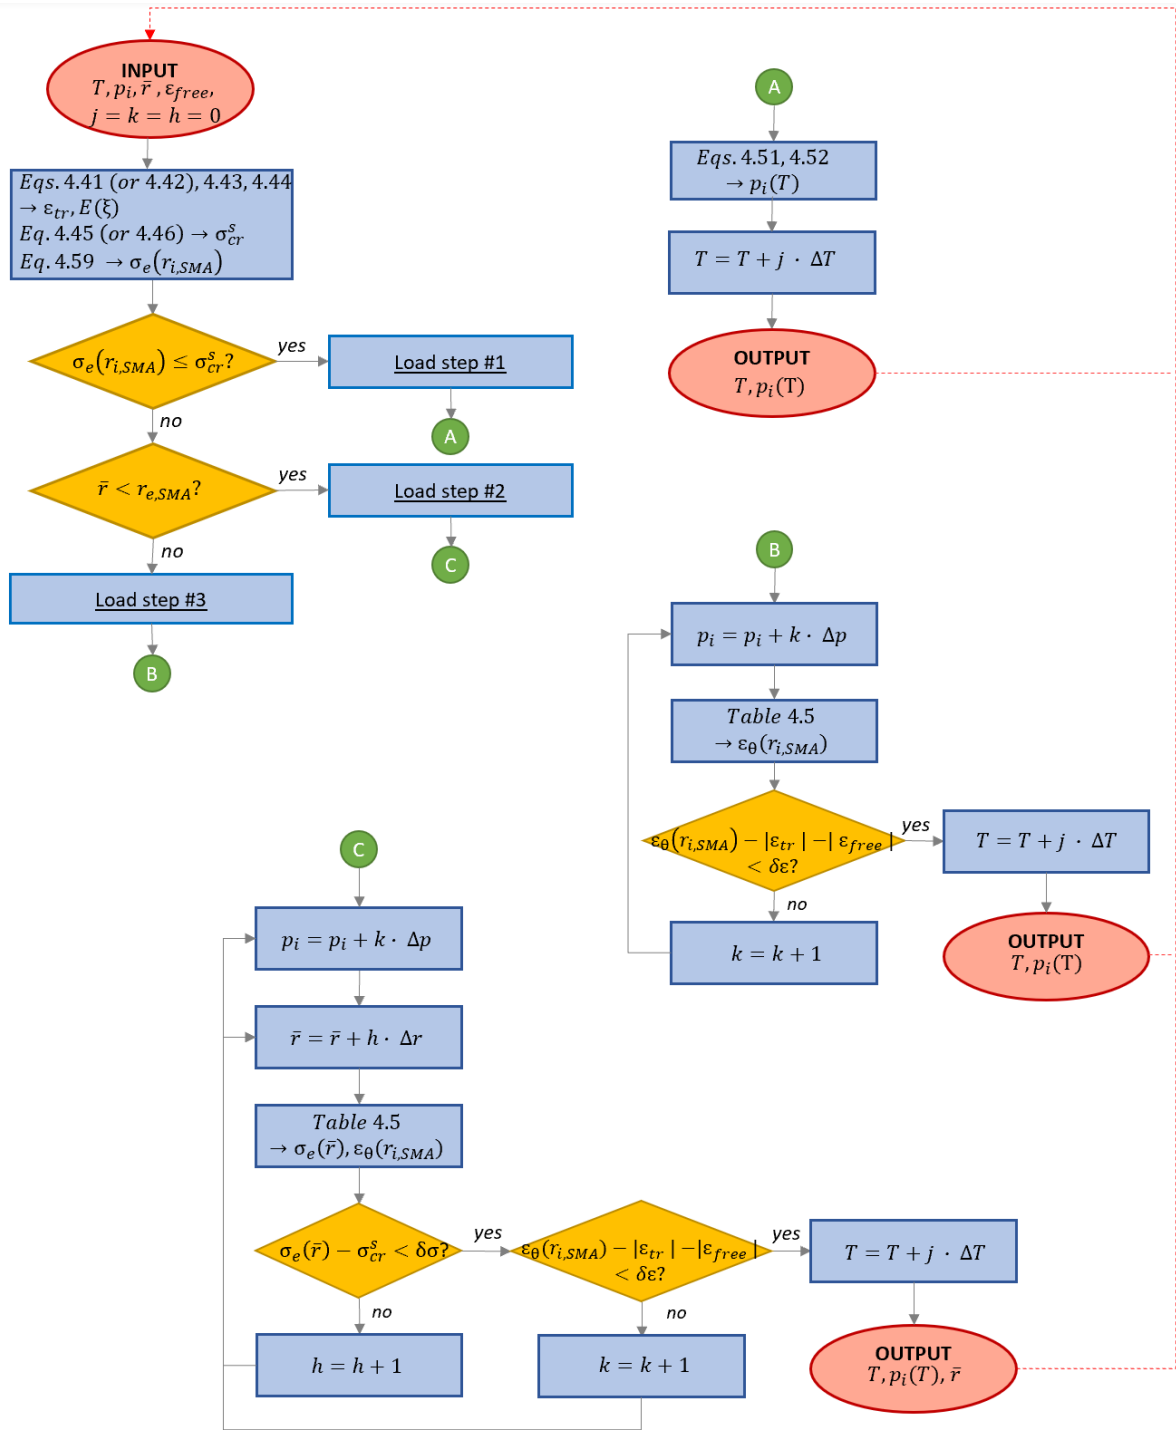 INPUT
T, p_i, r̄ , ε_free,
j = k = h = 0
Eqs. 4.41 (or 4.42), 4.43, 4.44
→ ε_tr, E(ξ)
Eq. 4.45 (or 4.46) → σ_cr^s
Eq. 4.59 → σ_e(r_i,SMA)
σ_e(r_i,SMA) ≤ σ_cr^s?
yes
Load step #1
A
no
r̄ < r_e,SMA?
yes
Load step #2
C
no
Load step #3
B
A
Eqs. 4.51, 4.52
→ p_i(T)
T = T + j · ΔT
OUTPUT
T, p_i(T)
B
p_i = p_i + k · Δp
Table 4.5
→ ε_θ(r_i,SMA)
ε_θ(r_i,SMA) − |ε_tr | −| ε_free |
< δε?
yes
T = T + j · ΔT
OUTPUT
T, p_i(T)
no
k = k + 1
C
p_i = p_i + k · Δp
r̄ = r̄ + h · Δr
Table 4.5
→ σ_e(r̄), ε_θ(r_i,SMA)
σ_e(r̄) − σ_cr^s < δσ?
yes
ε_θ(r_i,SMA) − |ε_tr | −|ε_free |
< δε?
yes
T = T + j · ΔT
OUTPUT
T, p_i(T), r̄
no
h = h + 1
no
k = k + 1